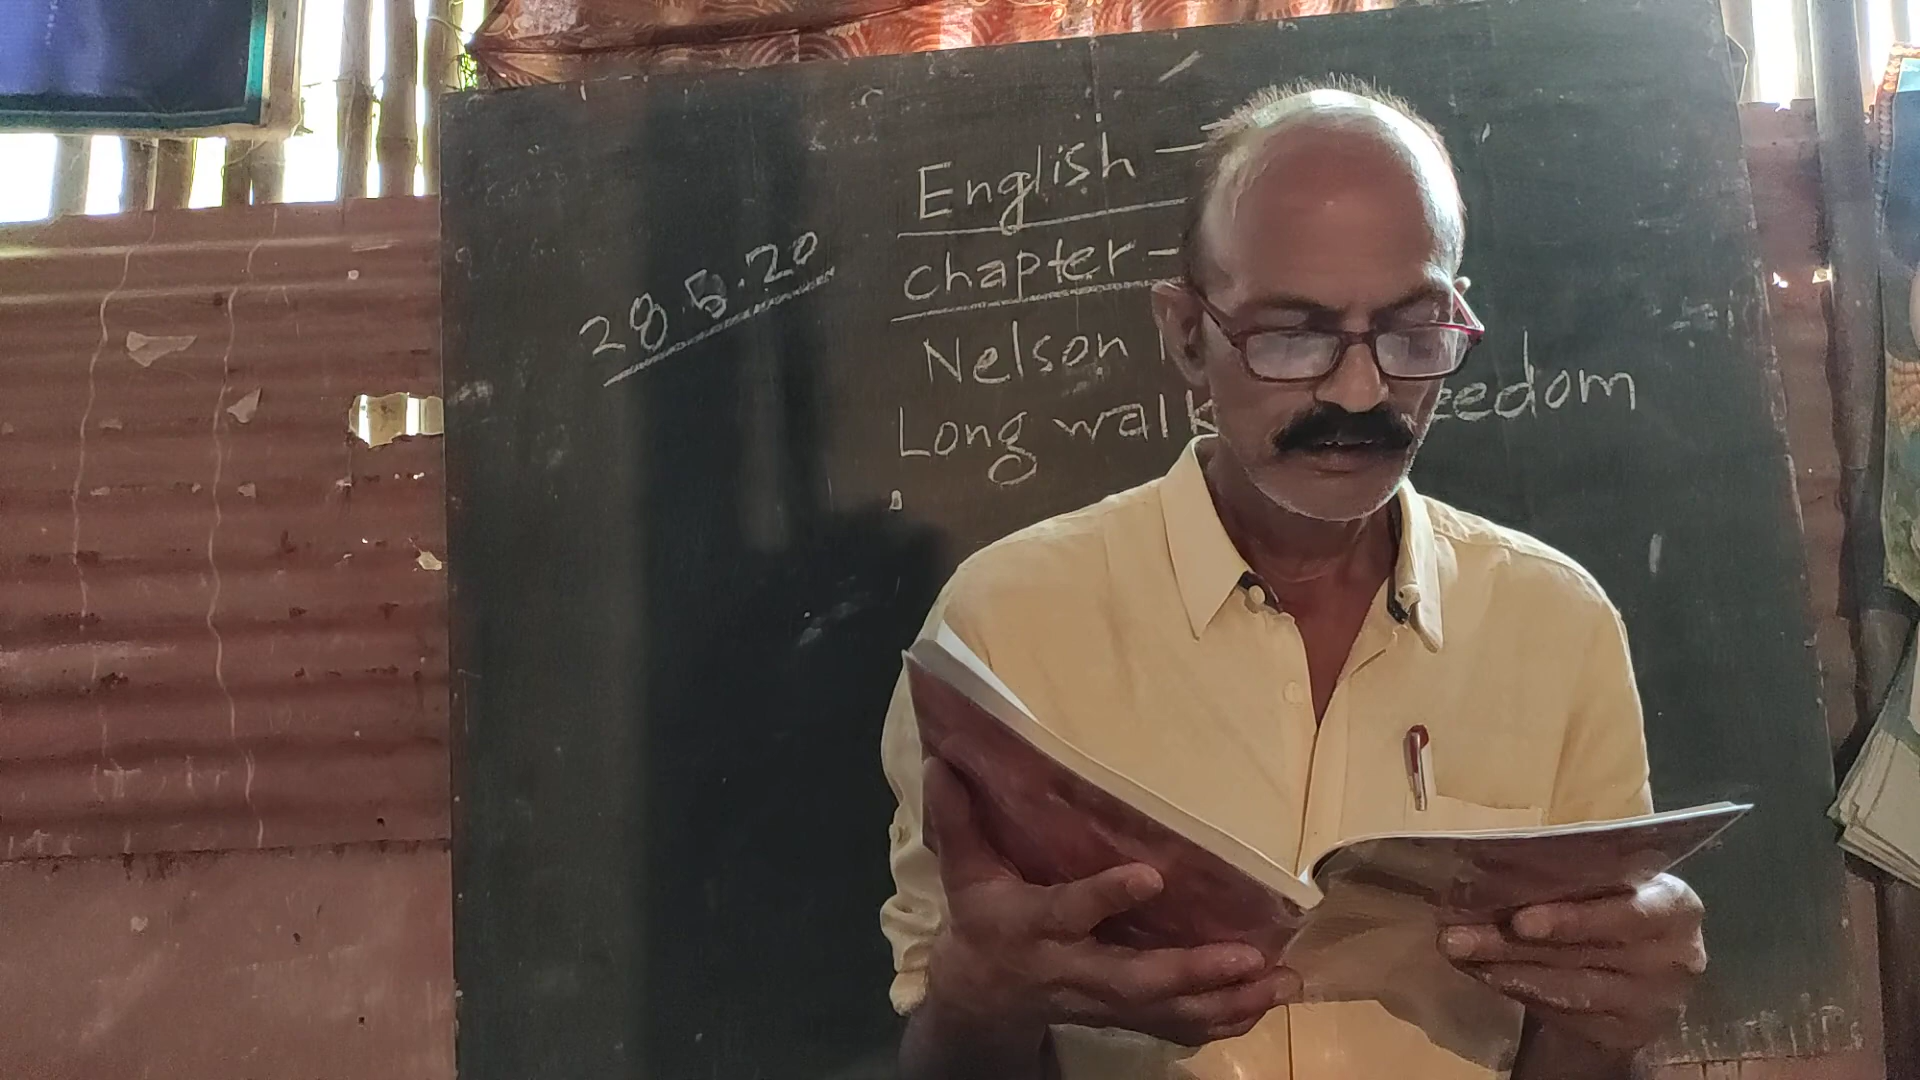 English -
28.5.20
chapter -
Nelson
Long walk eedom